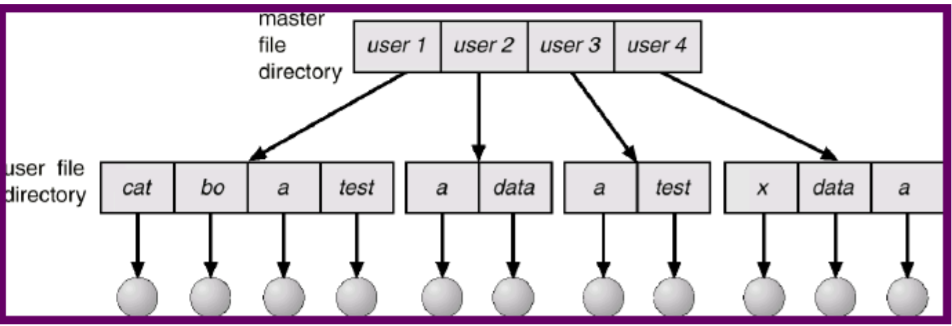 master
file
directory
user 1 user 2 user 3 user 4
user file
directory
cat bo a test a data a test x data a